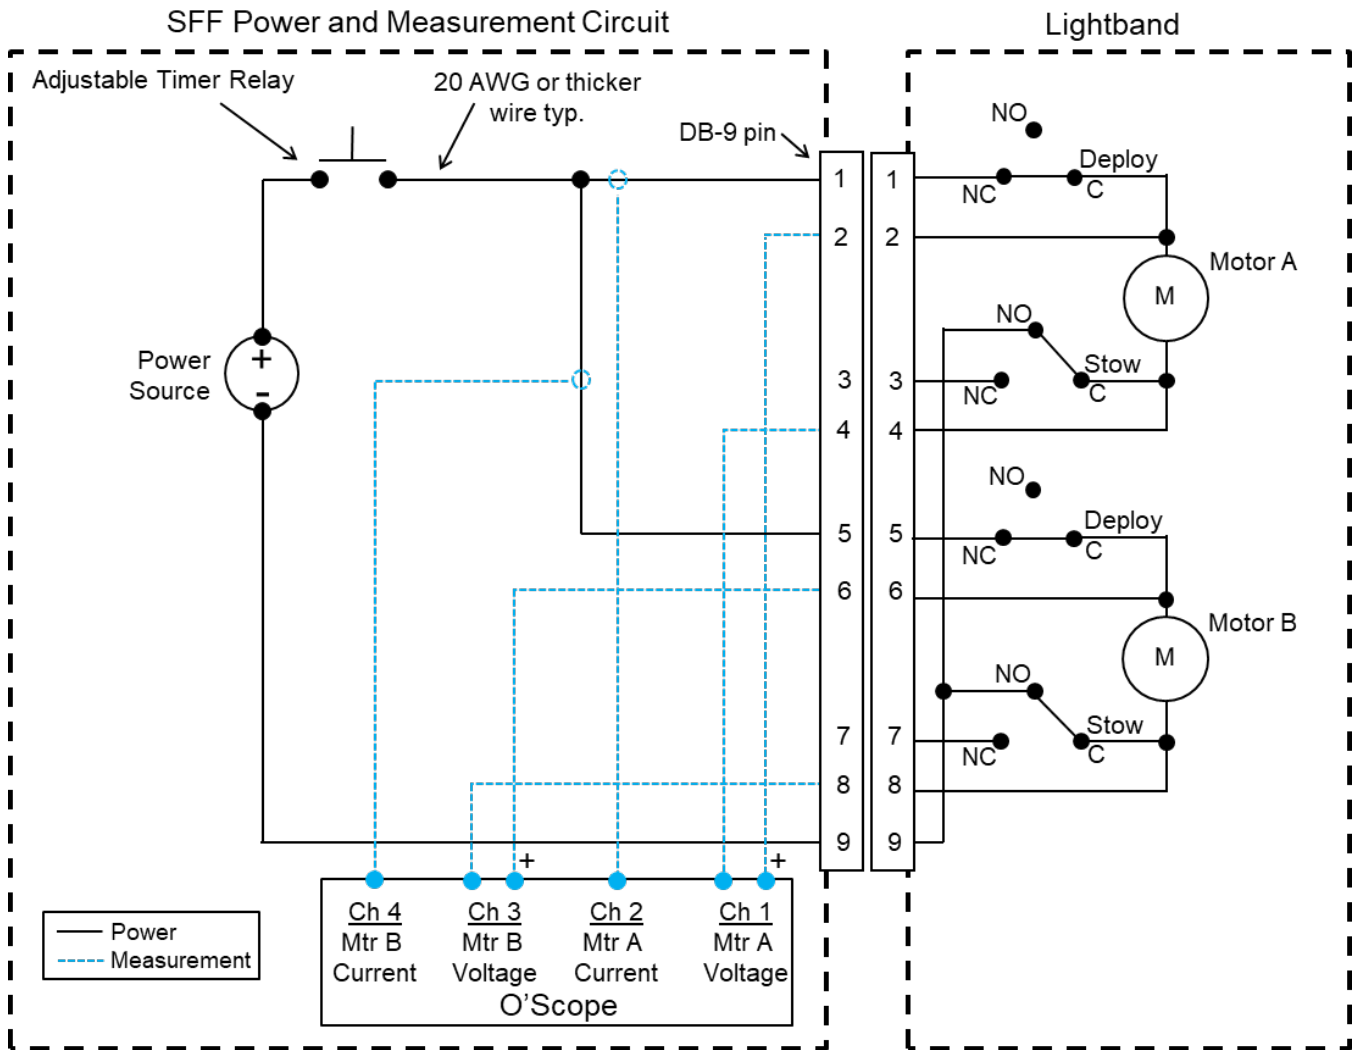 SFF Power and Measurement Circuit
Lightband
Adjustable Timer Relay
20 AWG or thicker
wire typ.
DB-9 pin
NO
Deploy
NC
C
1
1
2
2
Motor A
M
NO
Stow
NC
C
3
3
4
4
Power
Source
+
-
NO
Deploy
NC
C
5
5
6
6
Motor B
M
NO
Stow
NC
C
7
7
8
8
9
9
+
+
Ch 4
Mtr B
Current
Ch 3
Mtr B
Voltage
Ch 2
Mtr A
Current
Ch 1
Mtr A
Voltage
O'Scope
Power
Measurement